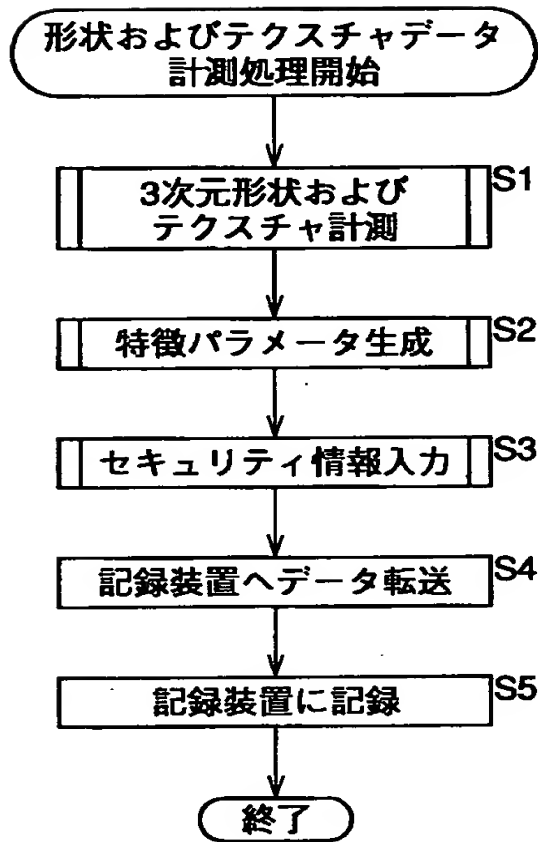 形状およびテクスチャデータ
計測処理開始
3次元形状および
テクスチャ計測
S1
特徴パラメータ生成
S2
セキュリティ情報入力
S3
記録装置へデータ転送
S4
記録装置に記録
S5
終了